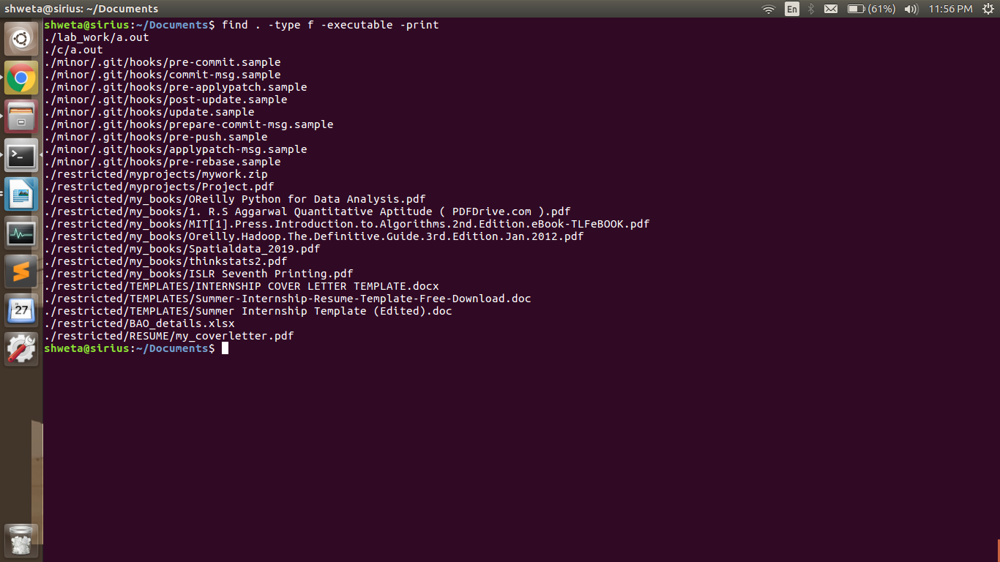 shweta@sirius: ~/Documents
En
(61%)
11:56 PM
shweta@sirius:~/Documents$ find . -type f -executable -print
./lab_work/a.out
./c/a.out
./minor/.git/hooks/pre-commit.sample
./minor/.git/hooks/commit-msg.sample
./minor/.git/hooks/pre-applypatch.sample
./minor/.git/hooks/post-update.sample
./minor/.git/hooks/update.sample
./minor/.git/hooks/prepare-commit-msg.sample
./minor/.git/hooks/pre-push.sample
./minor/.git/hooks/applypatch-msg.sample
./minor/.git/hooks/pre-rebase.sample
./restricted/myprojects/mywork.zip
./restricted/myprojects/Project.pdf
./restricted/my_books/OReilly Python for Data Analysis.pdf
./restricted/my_books/1. R.S Aggarwal Quantitative Aptitude ( PDFDrive.com ).pdf
./restricted/my_books/MIT[1].Press.Introduction.to.Algorithms.2nd.Edition.eBook-TLFeBOOK.pdf
./restricted/my_books/Oreilly.Hadoop.The.Definitive.Guide.3rd.Edition.Jan.2012.pdf
./restricted/my_books/Spatialdata_2019.pdf
./restricted/my_books/thinkstats2.pdf
./restricted/my_books/ISLR Seventh Printing.pdf
./restricted/TEMPLATES/INTERNSHIP COVER LETTER TEMPLATE.docx
./restricted/TEMPLATES/Summer-Internship-Resume-Template-Free-Download.doc
./restricted/TEMPLATES/Summer Internship Template (Edited).doc
./restricted/BAO_details.xlsx
./restricted/RESUME/my_coverletter.pdf
shweta@sirius:~/Documents$
27